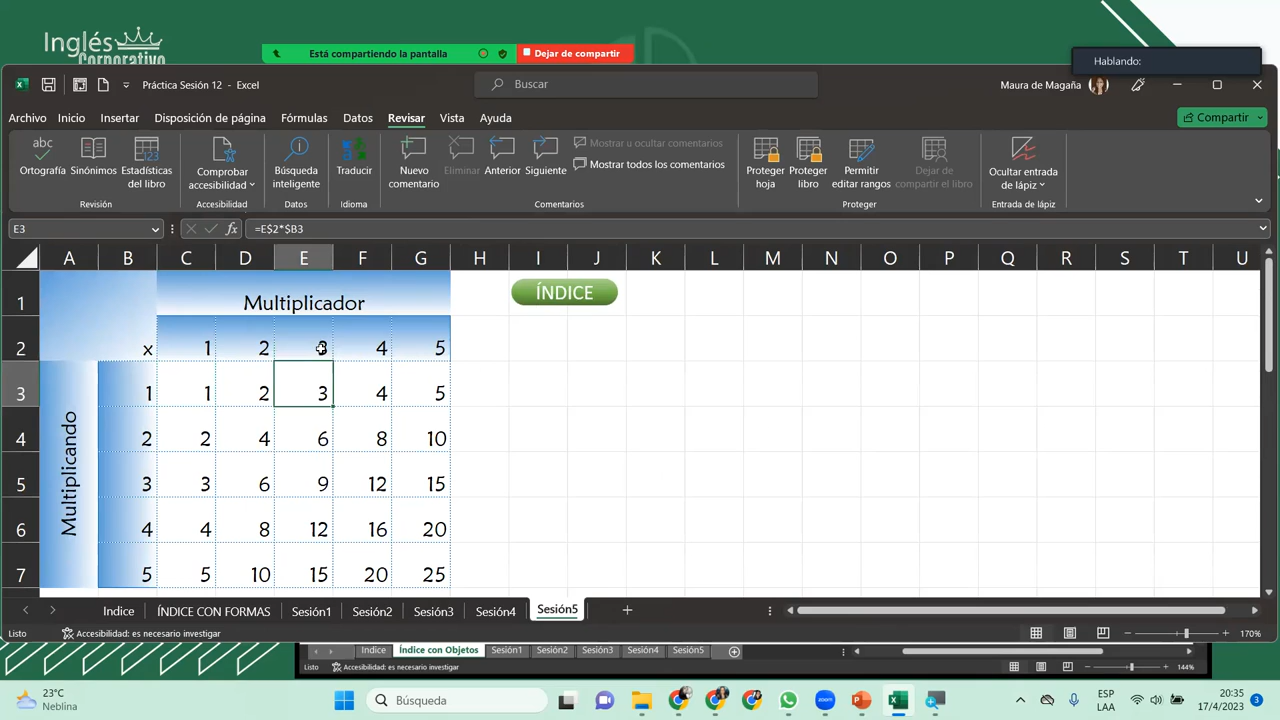 Inglés
Corporativo
Está compartiendo la pantalla
Dejar de compartir
Hablando:
Práctica Sesión 12 - Excel
Buscar
Maura de Magaña
Archivo Inicio Insertar Disposición de página Fórmulas Datos Revisar Vista Ayuda
Compartir
abc
Ortografía
Sinónimos
Estadísticas del libro
Revisión
Comprobar accesibilidad
Accesibilidad
Búsqueda inteligente
Datos
Traducir
Idioma
Nuevo comentario
Eliminar
Anterior
Siguiente
Mostrar u ocultar comentarios
Mostrar todos los comentarios
Comentarios
Proteger hoja
Proteger libro
Permitir editar rangos
Dejar de compartir el libro
Proteger
Ocultar entrada de lápiz
Entrada de lápiz
E3
fx
=E$2*$B3
A B C D E F G H I J K L M N O P Q R S T U
1 Multiplicador ÍNDICE
2 x 1 2 3 4 5
Multiplicando
3 1 1 2 3 4 5
4 2 2 4 6 8 10
5 3 3 6 9 12 15
6 4 4 8 12 16 20
7 5 5 10 15 20 25
Indice ÍNDICE CON FORMAS Sesión1 Sesión2 Sesión3 Sesión4 Sesión5
Listo Accesibilidad: es necesario investigar 170%
Indice Índice con Objetos Sesión1 Sesión2 Sesión3 Sesión4 Sesión5
Listo Accesibilidad: es necesario investigar 144%
23°C
Neblina
Búsqueda
ESP
LAA
20:35
17/4/2023
3